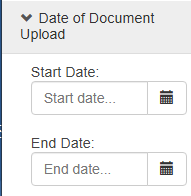 Date of Document
Upload
Start Date:
Start date...
End Date:
End date...